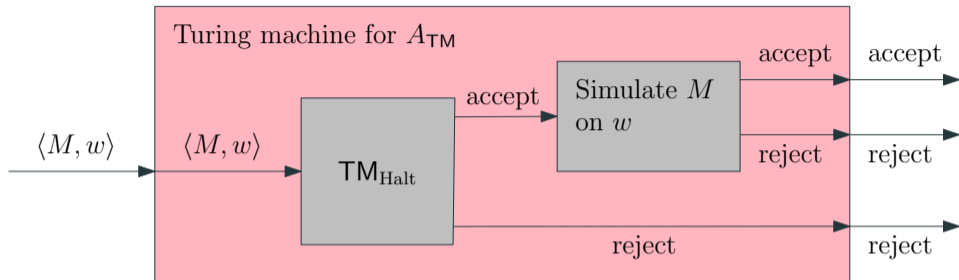 Turing machine for A_TM
accept
accept
accept
Simulate M
on w
⟨M, w⟩
⟨M, w⟩
reject
reject
TM_Halt
reject
reject